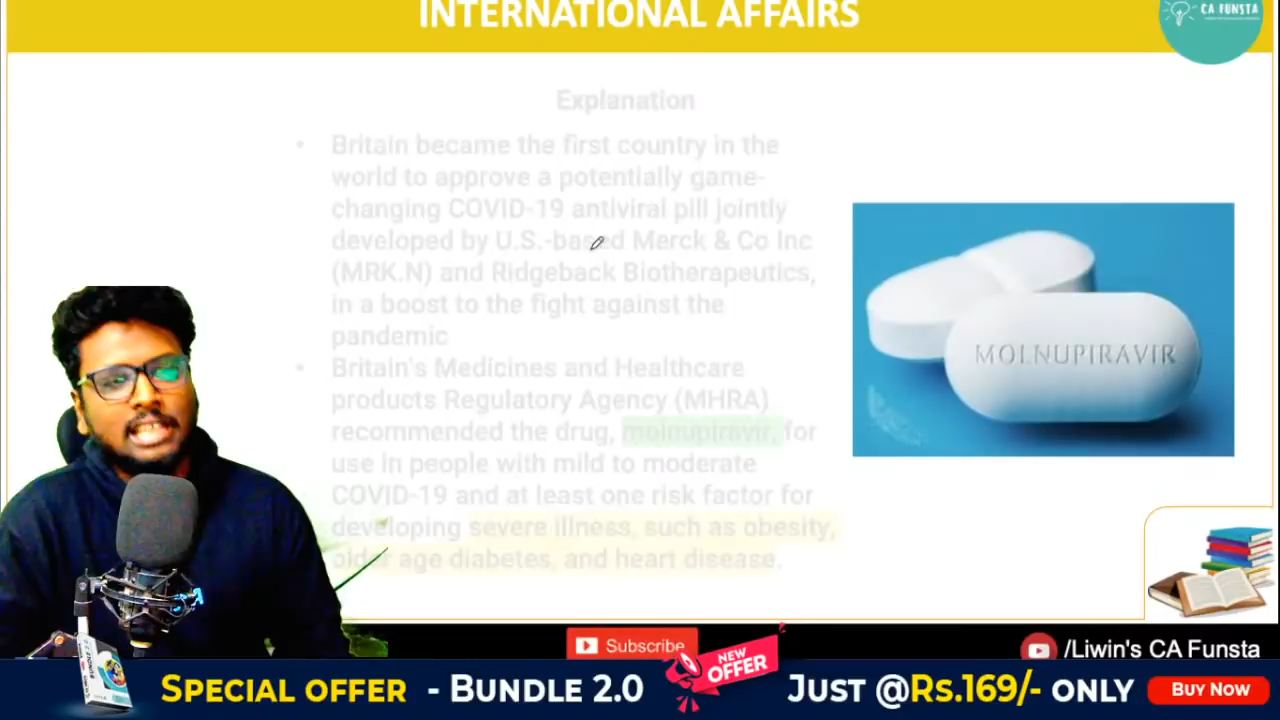 INTERNATIONAL AFFAIRS
CA FUNSTA
Explanation
• Britain became the first country in the
world to approve a potentially game-
changing COVID-19 antiviral pill jointly
developed by U.S.-based Merck & Co Inc
(MRK.N) and Ridgeback Biotherapeutics,
in a boost to the fight against the
pandemic
• Britain's Medicines and Healthcare
products Regulatory Agency (MHRA)
recommended the drug, molnupiravir, for
use in people with mild to moderate
COVID-19 and at least one risk factor for
developing severe illness, such as obesity,
older age diabetes, and heart disease.
MOLNUPIRAVIR
Subscribe
/Liwin's CA Funsta
NEW
OFFER
BUNDLE
SPECIAL OFFER - BUNDLE 2.0
JUST @Rs.169/- ONLY
BUY NOW